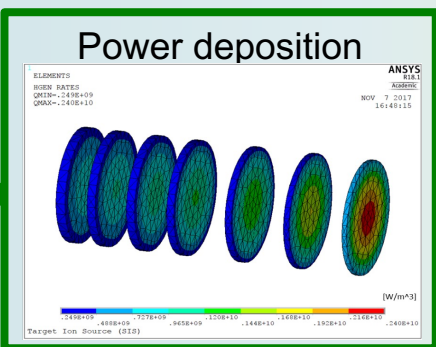 Power deposition
1
ELEMENTS
HGEN RATES
QMIN=.249E+09
QMAX=.240E+10
ANSYS
R18.1
Academic
NOV 7 2017
16:48:15
[W/m^3]
.249E+09 .727E+09 .120E+10 .168E+10 .216E+10
.488E+09 .965E+09 .144E+10 .192E+10 .240E+10
Target Ion Source (SIS)